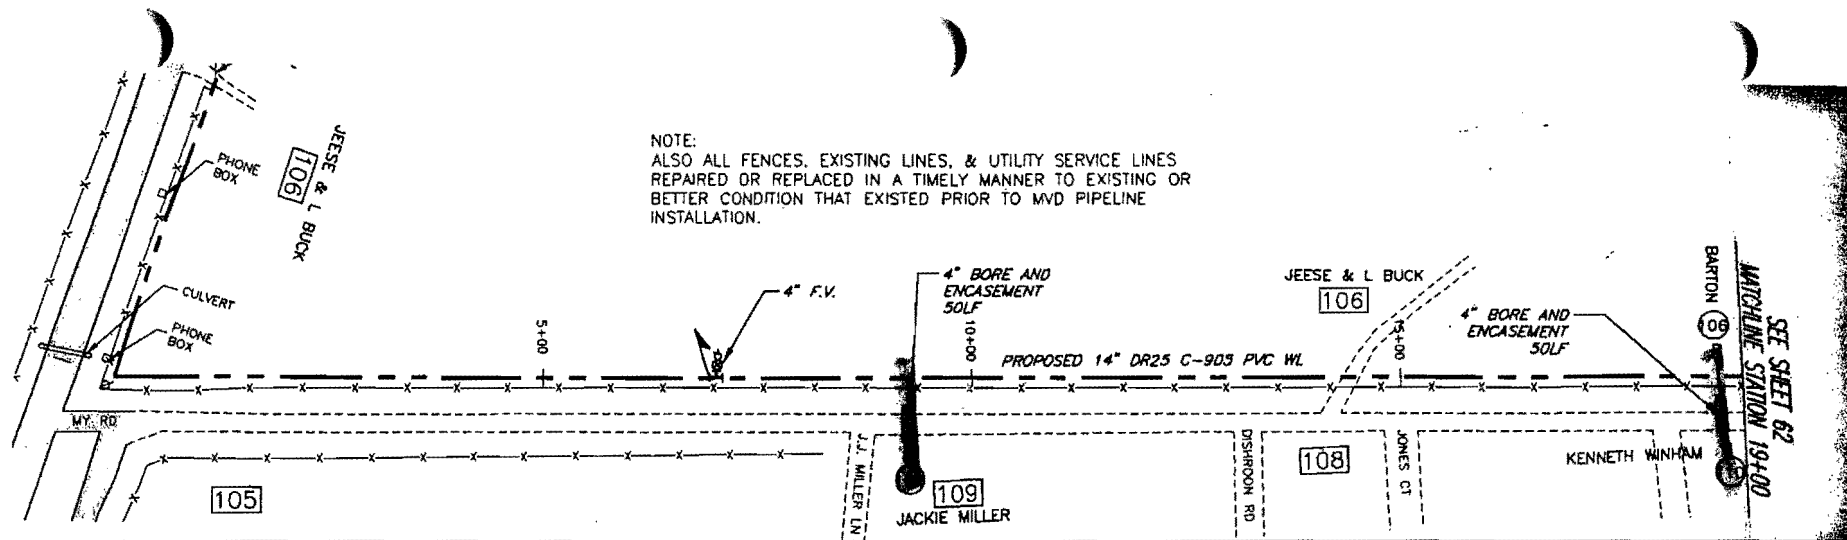 NOTE:
ALSO ALL FENCES, EXISTING LINES, & UTILITY SERVICE LINES
REPAIRED OR REPLACED IN A TIMELY MANNER TO EXISTING OR
BETTER CONDITION THAT EXISTED PRIOR TO MVD PIPELINE
INSTALLATION.
JEESE & L BUCK
106
PHONE
BOX
CULVERT
PHONE
BOX
5+00
4" F.V.
4" BORE AND
ENCASEMENT
50LF
10+00
PROPOSED 14" DR25 C-905 PVC WL
JEESE & L BUCK
106
15+00
4" BORE AND
ENCASEMENT
50LF
BARTON
106
SEE SHEET 62
MATCHLINE STATION 19+00
MY RD
105
J.J. MILLER LN
109
JACKIE MILLER
DISHROON RD
108
JONES CT
KENNETH WINHAM